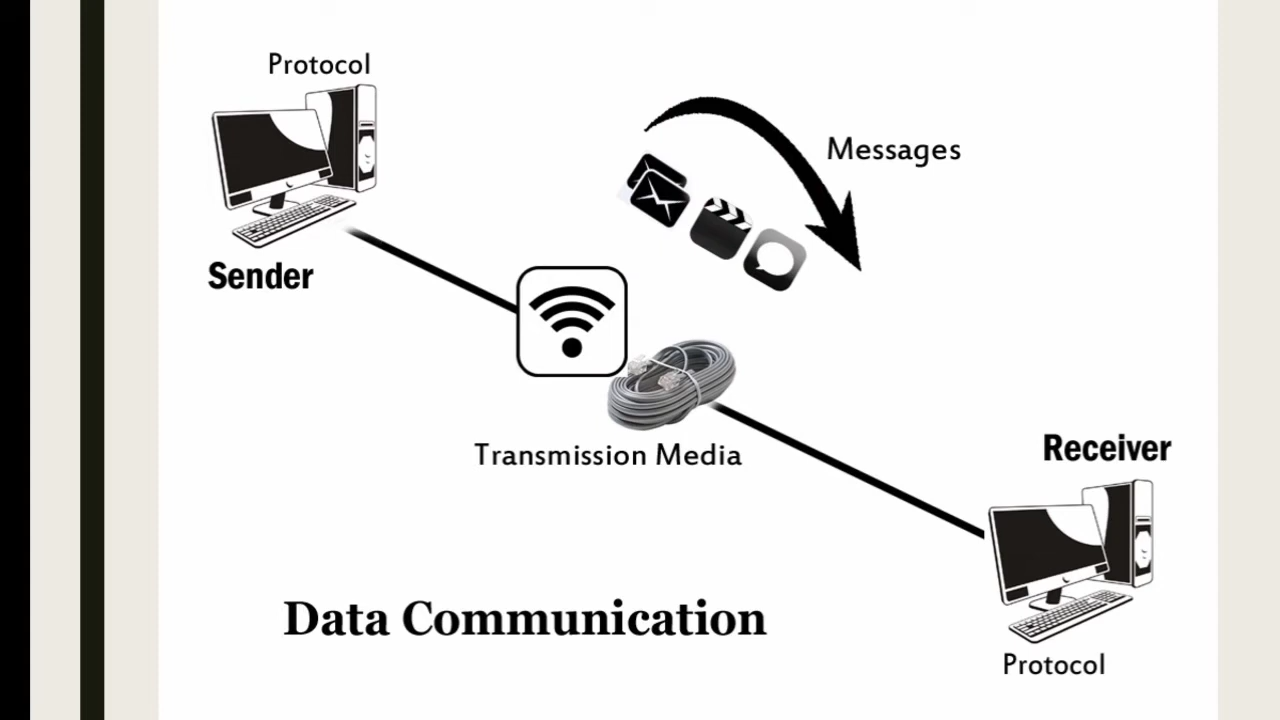 Protocol
Messages
Sender
Transmission Media
Receiver
Data Communication
Protocol